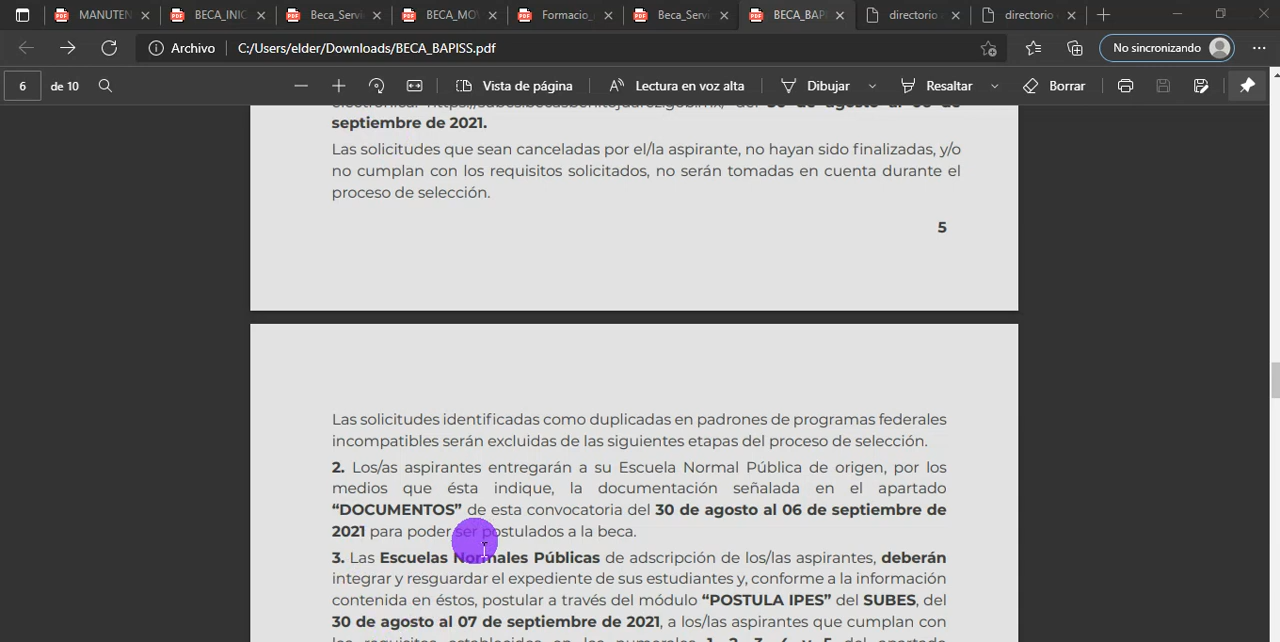 MANUTEN
BECA_INIC
Beca_Servi
BECA_MOV
Formacio_
Beca_Servi
BECA_BAPI
directorio
directorio
Archivo
C:/Users/elder/Downloads/BECA_BAPISS.pdf
No sincronizando
6 de 10
Vista de página
Lectura en voz alta
Dibujar
Resaltar
Borrar
septiembre de 2021.
Las solicitudes que sean canceladas por el/la aspirante, no hayan sido finalizadas, y/o
no cumplan con los requisitos solicitados, no serán tomadas en cuenta durante el
proceso de selección.
5
Las solicitudes identificadas como duplicadas en padrones de programas federales
incompatibles serán excluidas de las siguientes etapas del proceso de selección.
2. Los/as aspirantes entregarán a su Escuela Normal Pública de origen, por los
medios que ésta indique, la documentación señalada en el apartado
“DOCUMENTOS” de esta convocatoria del 30 de agosto al 06 de septiembre de
2021 para poder ser postulados a la beca.
3. Las Escuelas Normales Públicas de adscripción de los/las aspirantes, deberán
integrar y resguardar el expediente de sus estudiantes y, conforme a la información
contenida en éstos, postular a través del módulo “POSTULA IPES” del SUBES, del
30 de agosto al 07 de septiembre de 2021, a los/las aspirantes que cumplan con